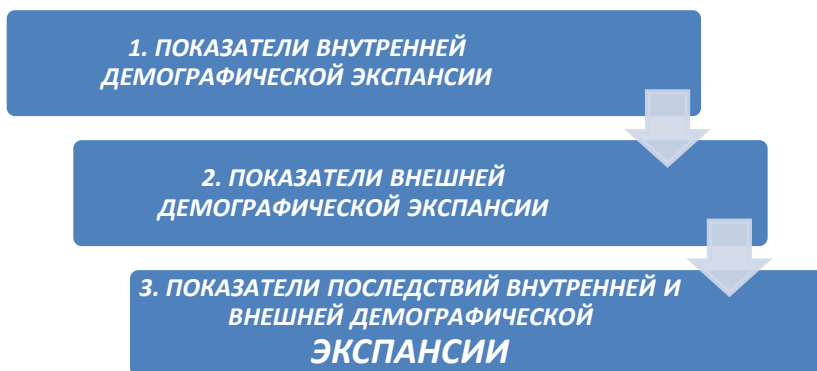 1. ПОКАЗАТЕЛИ ВНУТРЕННЕЙ
ДЕМОГРАФИЧЕСКОЙ ЭКСПАНСИИ
2. ПОКАЗАТЕЛИ ВНЕШНЕЙ
ДЕМОГРАФИЧЕСКОЙ ЭКСПАНСИИ
3. ПОКАЗАТЕЛИ ПОСЛЕДСТВИЙ ВНУТРЕННЕЙ И
ВНЕШНЕЙ ДЕМОГРАФИЧЕСКОЙ
ЭКСПАНСИИ